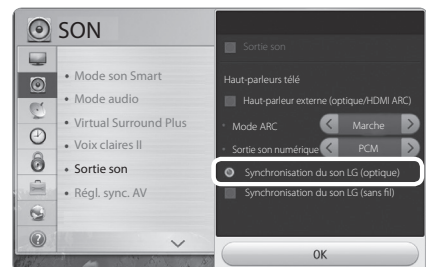 SON
Mode son Smart
Mode audio
Virtual Surround Plus
Voix claires II
Sortie son
Régl. sync. AV
Sortie son
Haut-parleurs télé
Haut-parleur externe (optique/HDMI ARC)
Mode ARC
Marche
Sortie son numérique
PCM
Synchronisation du son LG (optique)
Synchronisation du son LG (sans fil)
OK